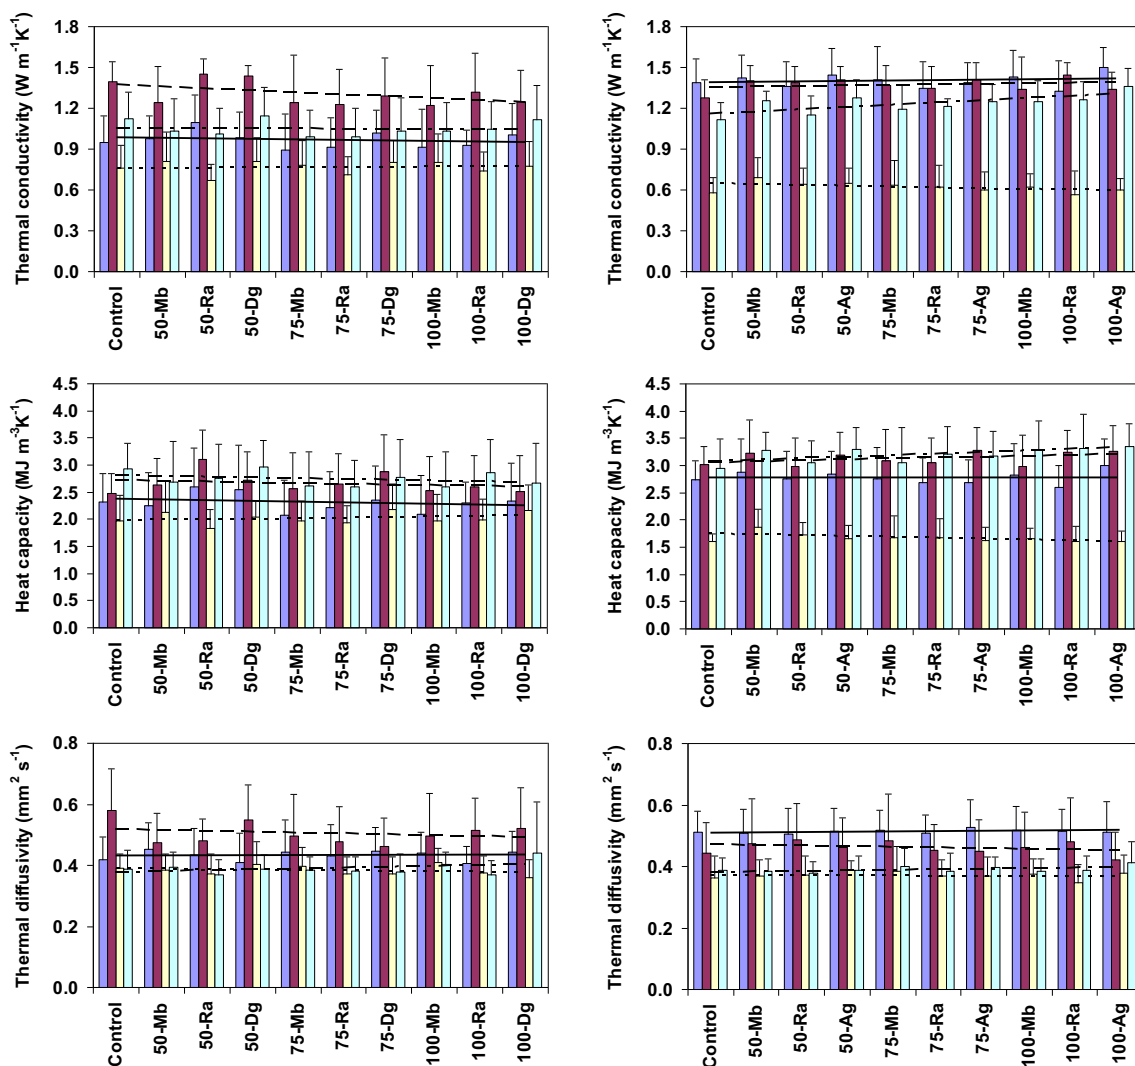 Thermal conductivity (W m⁻¹K⁻¹)
1.8
1.5
1.2
0.9
0.6
0.3
0.0
Control
50-Mb
50-Ra
50-Dg
75-Mb
75-Ra
75-Dg
100-Mb
100-Ra
100-Dg
Thermal conductivity (W m⁻¹K⁻¹)
1.8
1.5
1.2
0.9
0.6
0.3
0.0
Control
50-Mb
50-Ra
50-Ag
75-Mb
75-Ra
75-Ag
100-Mb
100-Ra
100-Ag
Heat capacity (MJ m⁻³K⁻¹)
4.5
4.0
3.5
3.0
2.5
2.0
1.5
1.0
0.5
0.0
Control
50-Mb
50-Ra
50-Dg
75-Mb
75-Ra
75-Dg
100-Mb
100-Ra
100-Dg
Heat capacity (MJ m⁻³K⁻¹)
4.5
4.0
3.5
3.0
2.5
2.0
1.5
1.0
0.5
0.0
Control
50-Mb
50-Ra
50-Ag
75-Mb
75-Ra
75-Ag
100-Mb
100-Ra
100-Ag
Thermal diffusivity (mm² s⁻¹)
0.8
0.6
0.4
0.2
0.0
Control
50-Mb
50-Ra
50-Dg
75-Mb
75-Ra
75-Dg
100-Mb
100-Ra
100-Dg
Thermal diffusivity (mm² s⁻¹)
0.8
0.6
0.4
0.2
0.0
Control
50-Mb
50-Ra
50-Ag
75-Mb
75-Ra
75-Ag
100-Mb
100-Ra
100-Ag